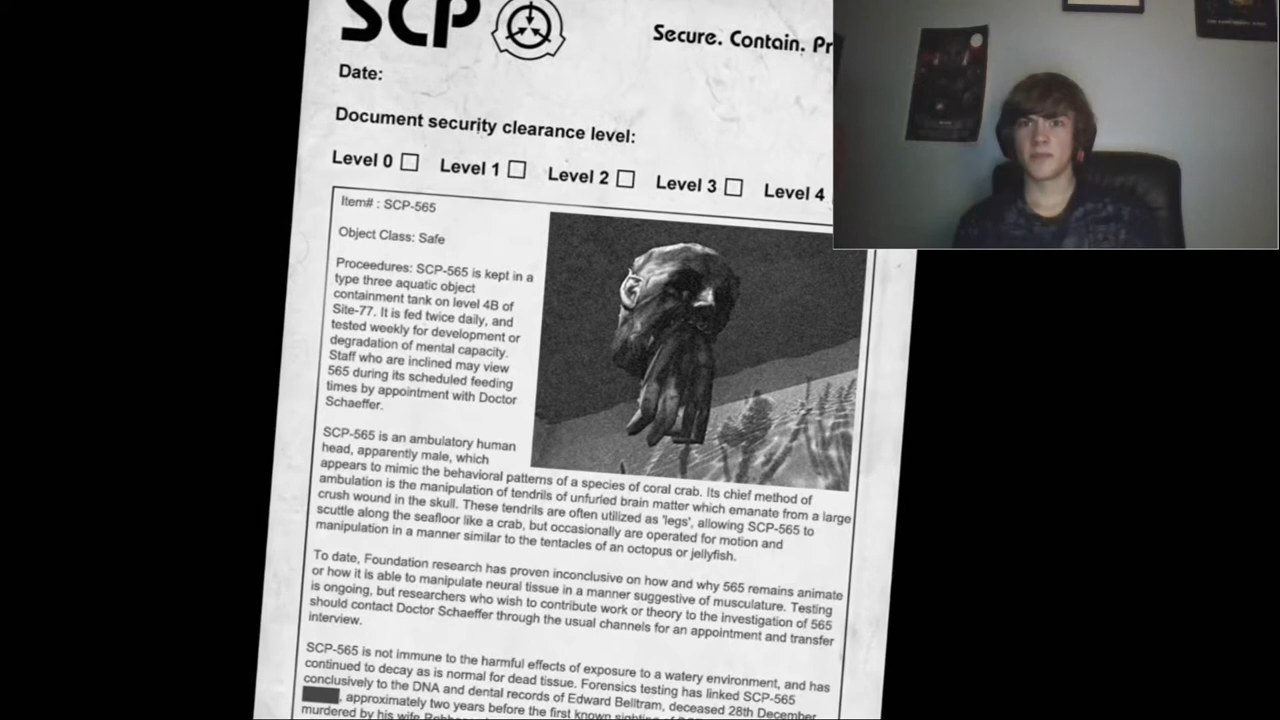 SCP
Secure. Contain. Pr
Date:
Document security clearance level:
Level 0 Level 1 Level 2 Level 3 Level 4
Item# : SCP-565
Object Class: Safe
Proceedures: SCP-565 is kept in a
type three aquatic object
containment tank on level 4B of
Site-77. It is fed twice daily, and
tested weekly for development or
degradation of mental capacity.
Staff who are inclined may view
565 during its scheduled feeding
times by appointment with Doctor
Schaeffer.
SCP-565 is an ambulatory human
head, apparently male, which
appears to mimic the behavioral patterns of a species of coral crab. Its chief method of
ambulation is the manipulation of tendrils of unfurled brain matter which emanate from a large
crush wound in the skull. These tendrils are often utilized as 'legs', allowing SCP-565 to
scuttle along the seafloor like a crab, but occasionally are operated for motion and
manipulation in a manner similar to the tentacles of an octopus or jellyfish.
To date, Foundation research has proven inconclusive on how and why 565 remains animate
or how it is able to manipulate neural tissue in a manner suggestive of musculature. Testing
is ongoing, but researchers who wish to contribute work or theory to the investigation of 565
should contact Doctor Schaeffer through the usual channels for an appointment and transfer
interview.
SCP-565 is not immune to the harmful effects of exposure to a watery environment, and has
continued to decay as is normal for dead tissue. Forensics testing has linked SCP-565
conclusively to the DNA and dental records of Edward Belltram, deceased 28th December
, approximately two years before the first known
murdered by his wife